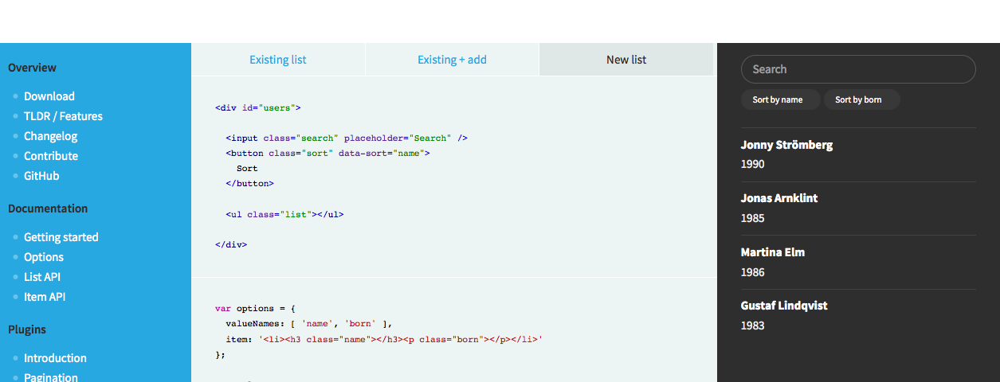 Overview
Download
TLDR / Features
Changelog
Contribute
GitHub
Documentation
Getting started
Options
List API
Item API
Plugins
Introduction
Pagination
Existing list
Existing + add
New list
<div id="users">
<input class="search" placeholder="Search" />
<button class="sort" data-sort="name">
Sort
</button>
<ul class="list"></ul>
</div>
var options = {
valueNames: [ 'name', 'born' ],
item: '<li><h3 class="name"></h3><p class="born"></p></li>'
};
Search
Sort by name
Sort by born
Jonny Strömberg
1990
Jonas Arnklint
1985
Martina Elm
1986
Gustaf Lindqvist
1983